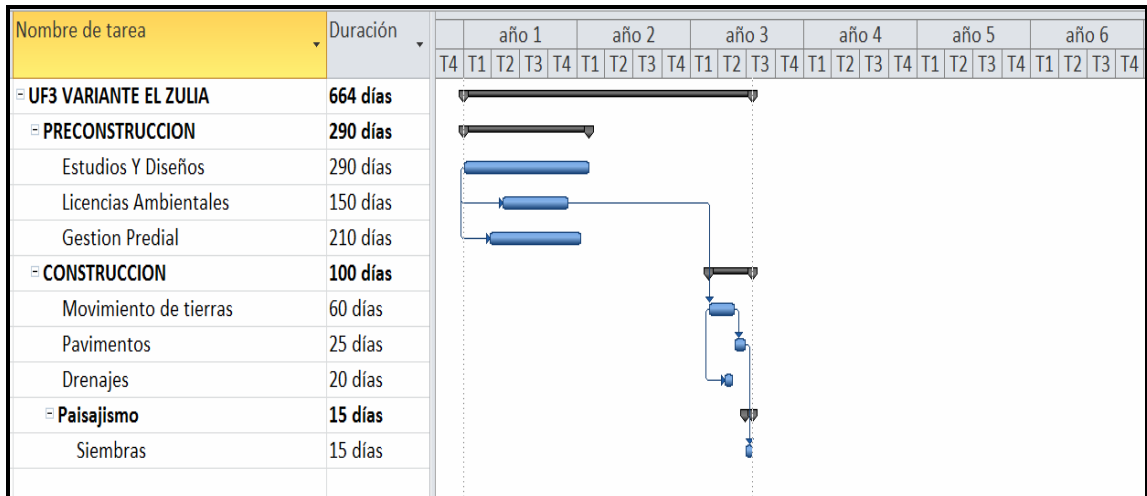 Nombre de tarea Duración
año 1 año 2 año 3 año 4 año 5 año 6
T4 T1 T2 T3 T4 T1 T2 T3 T4 T1 T2 T3 T4 T1 T2 T3 T4 T1 T2 T3 T4 T1 T2 T3 T4
UF3 VARIANTE EL ZULIA 664 días
PRECONSTRUCCION 290 días
Estudios Y Diseños 290 días
Licencias Ambientales 150 días
Gestion Predial 210 días
CONSTRUCCION 100 días
Movimiento de tierras 60 días
Pavimentos 25 días
Drenajes 20 días
Paisajismo 15 días
Siembras 15 días